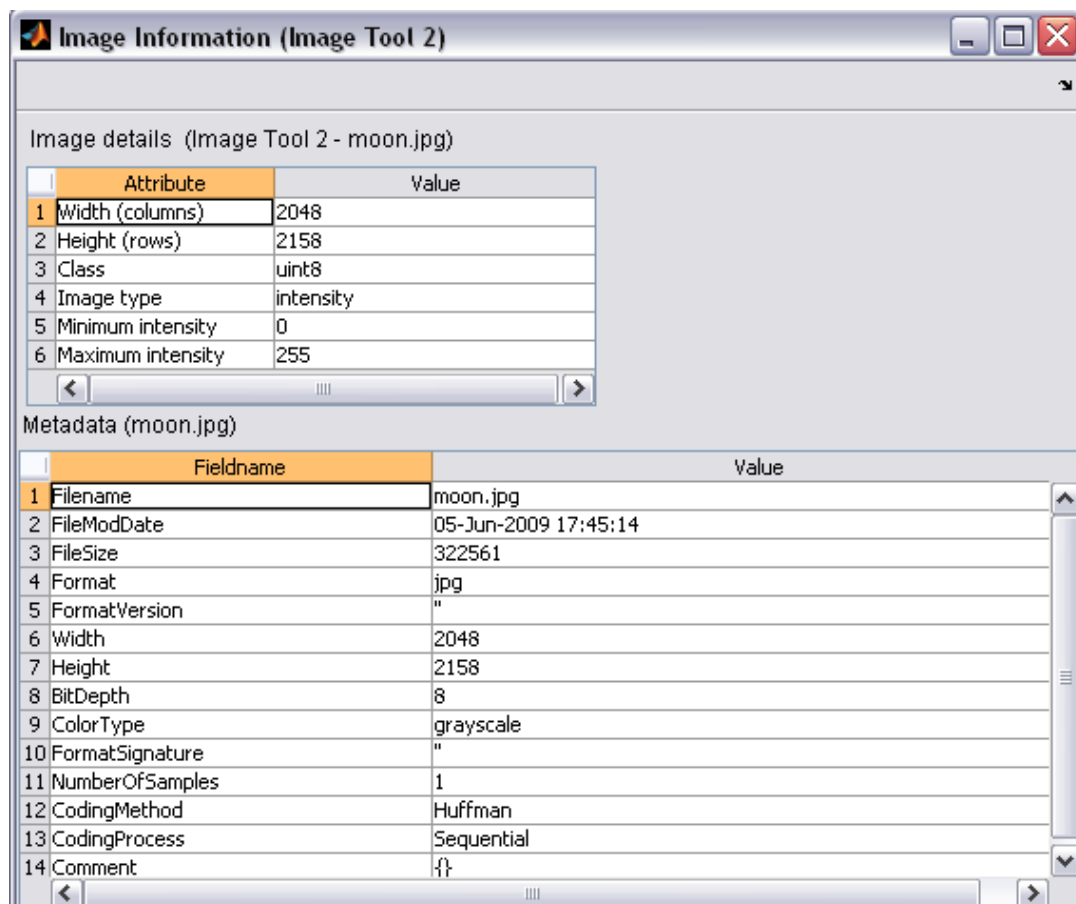 Image Information (Image Tool 2)
Image details (Image Tool 2 - moon.jpg)
Attribute Value
1 Width (columns) 2048
2 Height (rows) 2158
3 Class uint8
4 Image type intensity
5 Minimum intensity 0
6 Maximum intensity 255
Metadata (moon.jpg)
Fieldname Value
1 Filename moon.jpg
2 FileModDate 05-Jun-2009 17:45:14
3 FileSize 322561
4 Format jpg
5 FormatVersion ''
6 Width 2048
7 Height 2158
8 BitDepth 8
9 ColorType grayscale
10 FormatSignature ''
11 NumberOfSamples 1
12 CodingMethod Huffman
13 CodingProcess Sequential
14 Comment {}